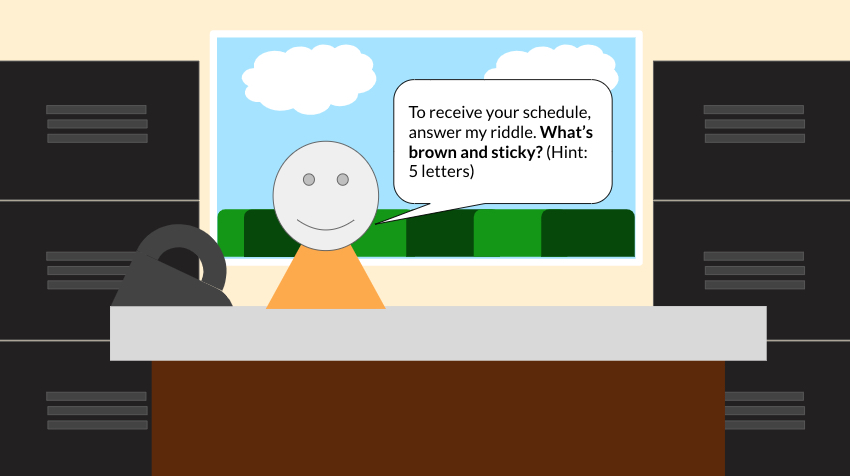 To receive your schedule,
answer my riddle. What’s
brown and sticky? (Hint:
5 letters)